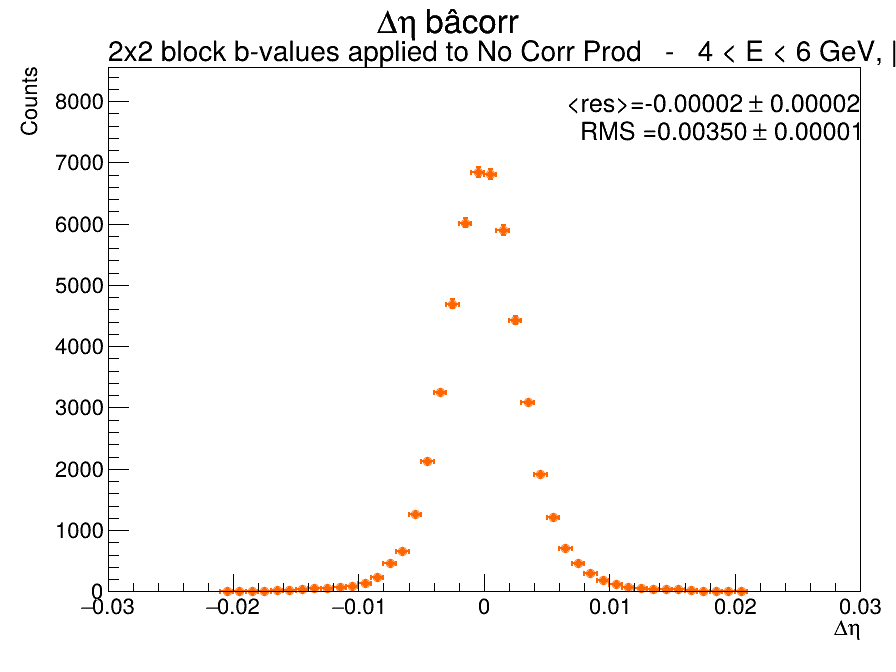 Δη bâcorr
2x2 block b-values applied to No Corr Prod - 4 < E < 6 GeV, |
Counts
<res>=-0.00002 ± 0.00002
RMS =0.00350 ± 0.00001
8000
7000
6000
5000
4000
3000
2000
1000
0
−0.03 −0.02 −0.01 0 0.01 0.02 0.03
Δη